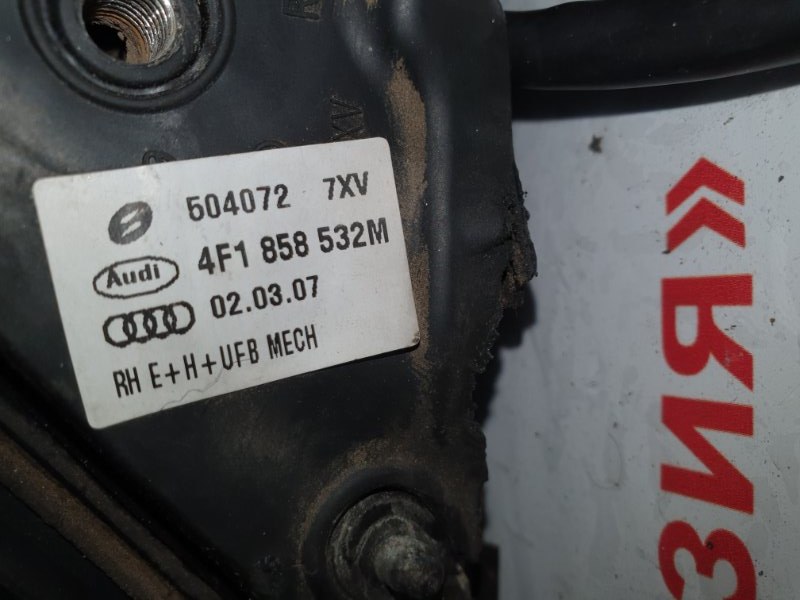 504072 7XV
Audi 4F1 858 532M
02.03.07
RH E+H+UFB MECH
ЗИЯ»